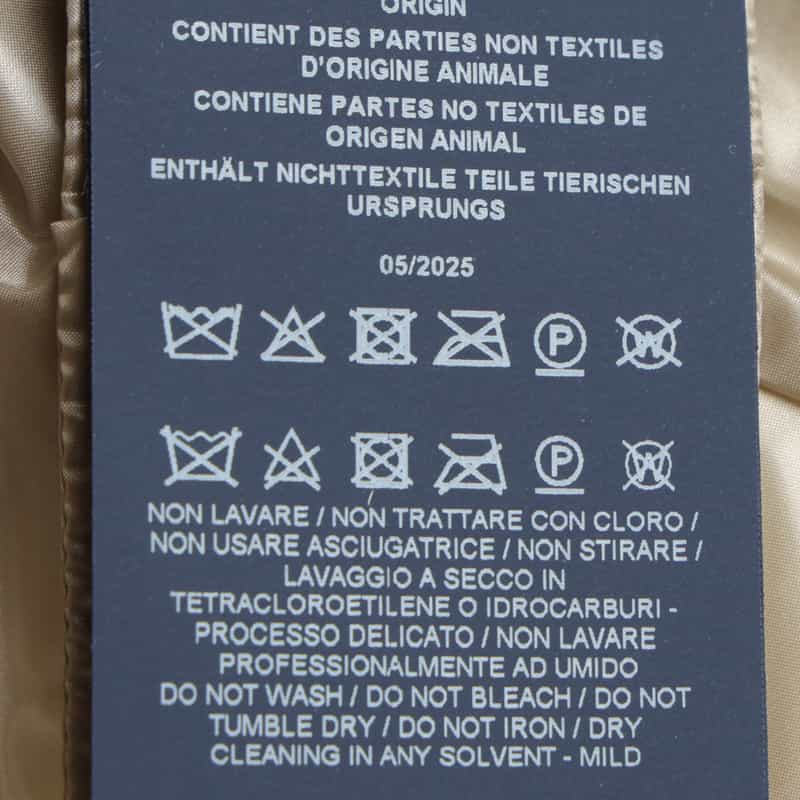 ORIGIN
CONTIENT DES PARTIES NON TEXTILES
D'ORIGINE ANIMALE
CONTIENE PARTES NO TEXTILES DE
ORIGEN ANIMAL
ENTHÄLT NICHTTEXTILE TEILE TIERISCHEN
URSPRUNGS
05/2025
P W
P W
NON LAVARE / NON TRATTARE CON CLORO /
NON USARE ASCIUGATRICE / NON STIRARE /
LAVAGGIO A SECCO IN
TETRACLOROETILENE O IDROCARBURI -
PROCESSO DELICATO / NON LAVARE
PROFESSIONALMENTE AD UMIDO
DO NOT WASH / DO NOT BLEACH / DO NOT
TUMBLE DRY / DO NOT IRON / DRY
CLEANING IN ANY SOLVENT - MILD